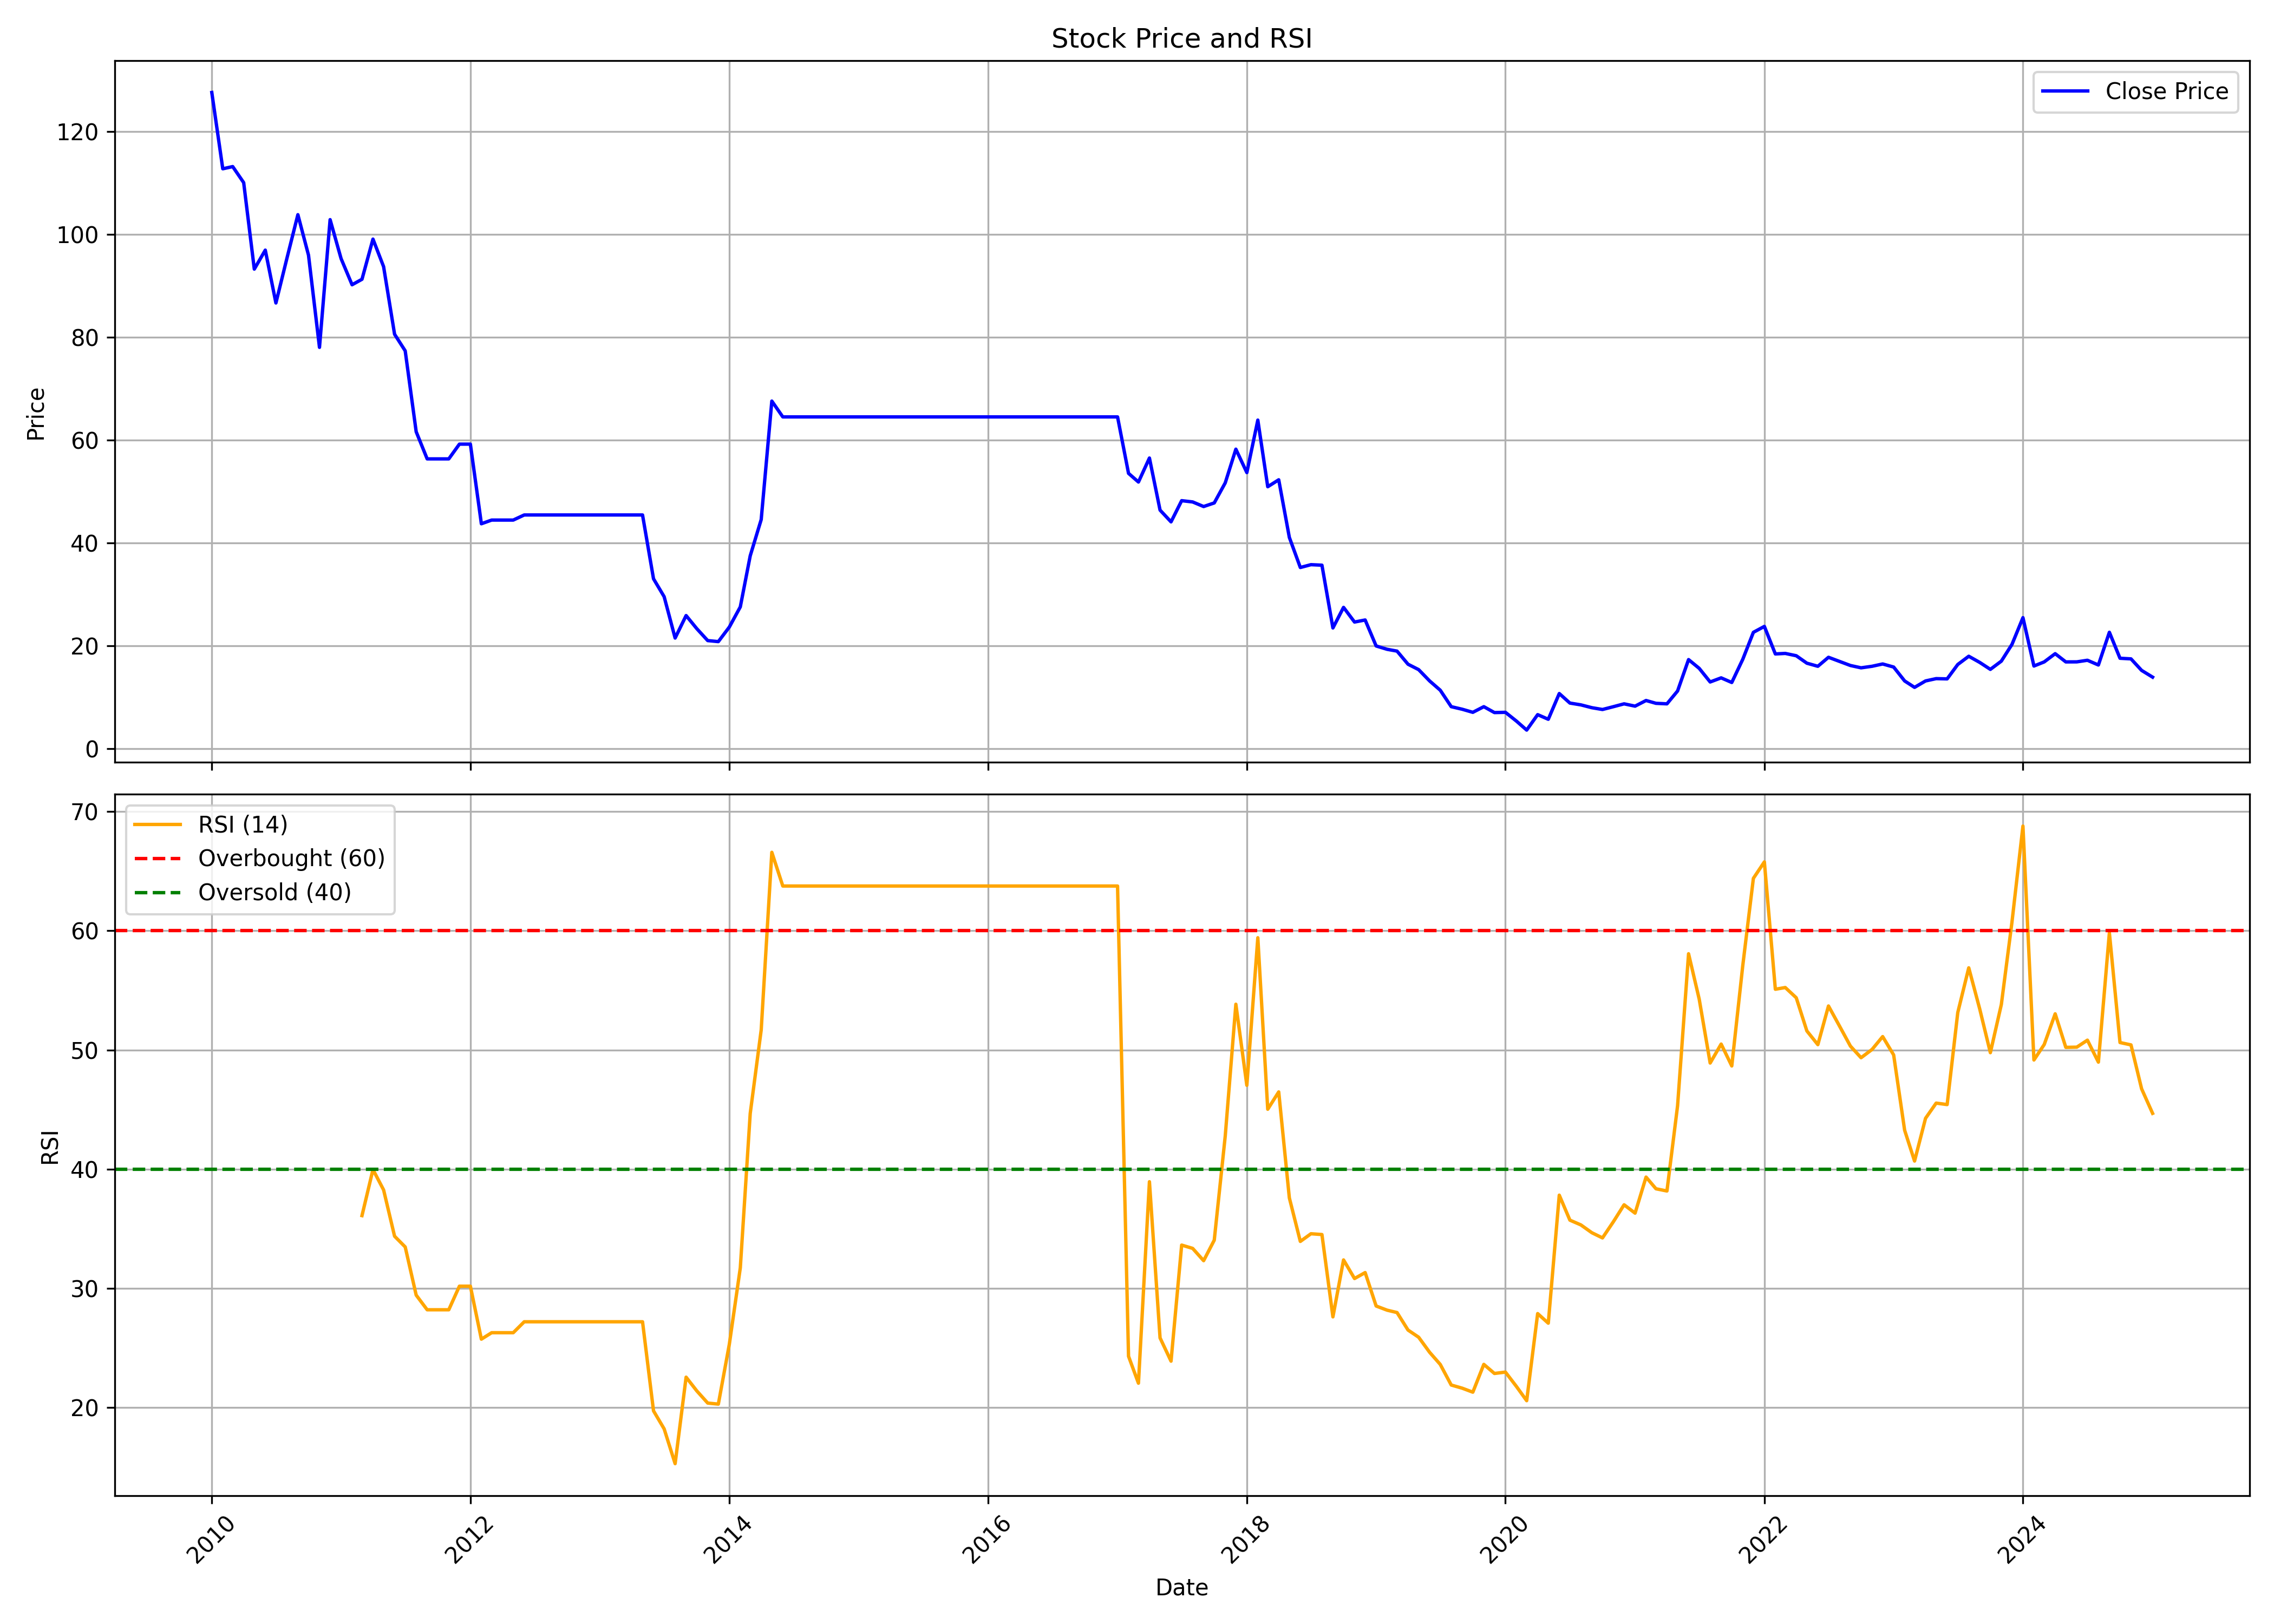 Stock Price and RSI
Close Price
120
100
80
60
40
20
0
Price
70
60
50
40
30
20
RSI
RSI (14)
Overbought (60)
Oversold (40)
2010
2012
2014
2016
2018
2020
2022
2024
Date